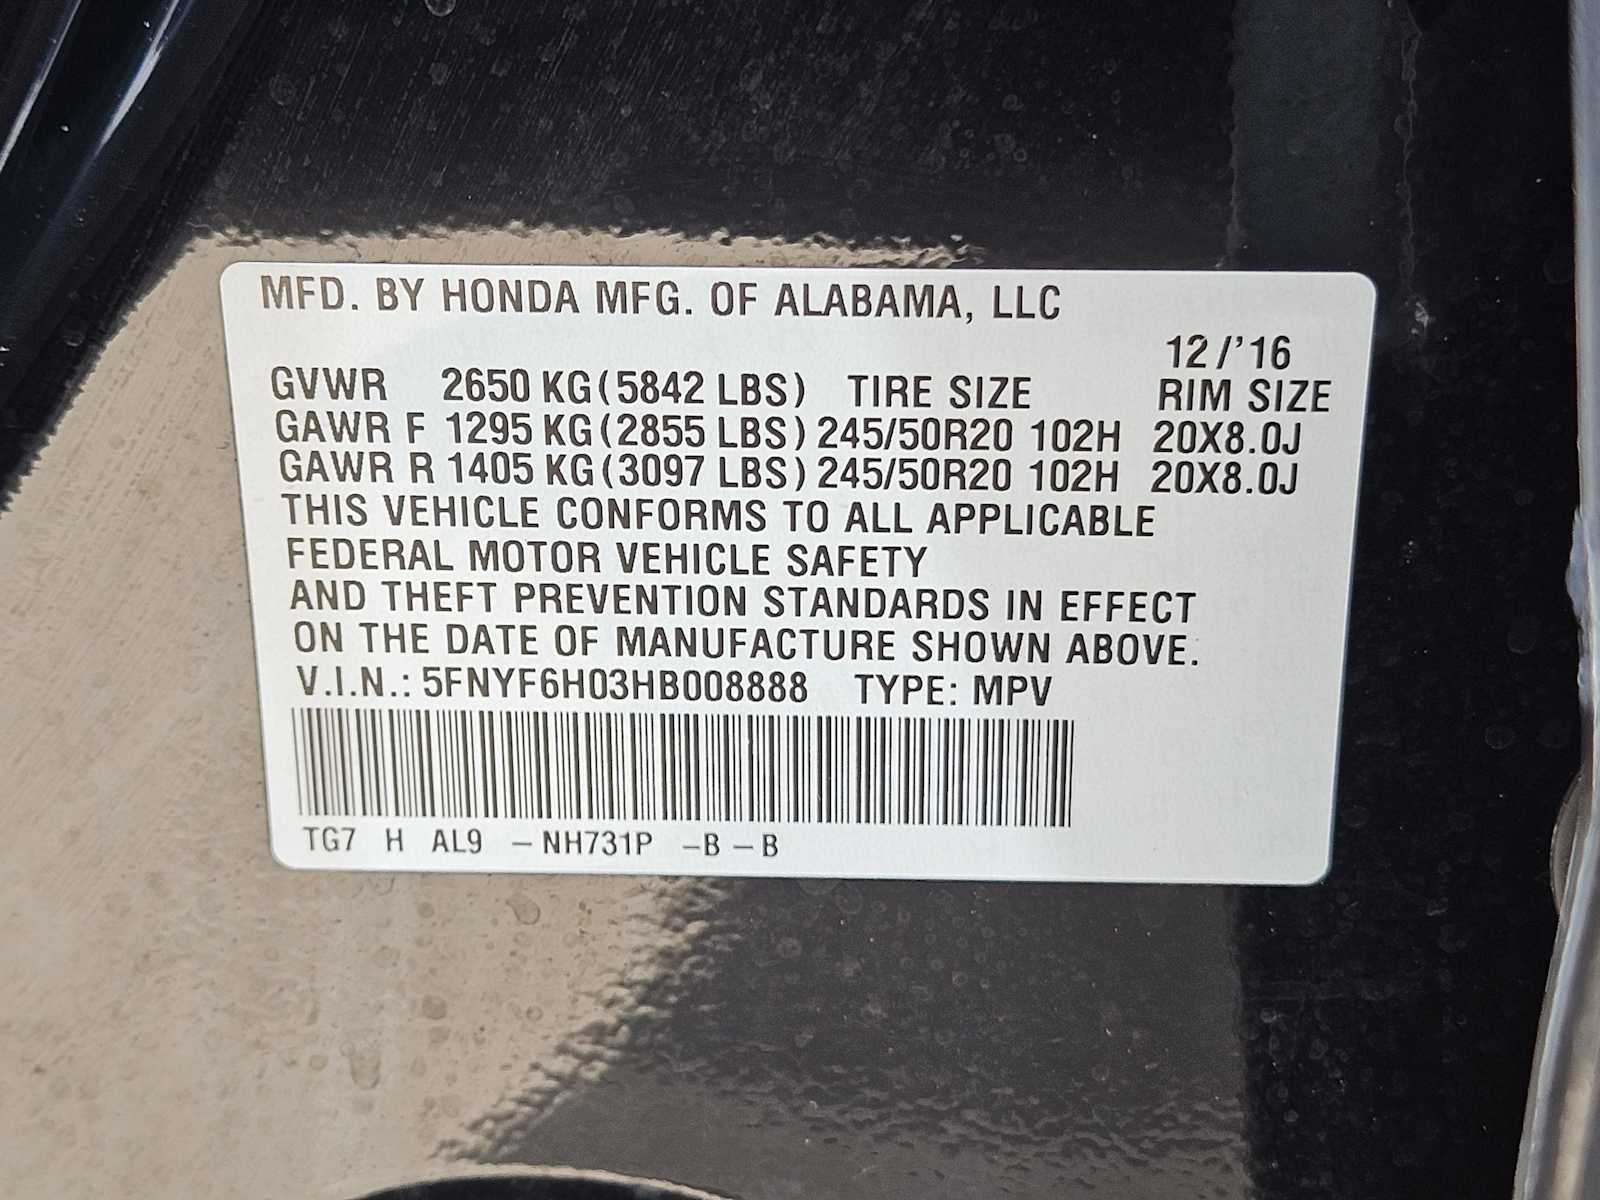 MFD. BY HONDA MFG. OF ALABAMA, LLC
12/'16
GVWR 2650 KG (5842 LBS) TIRE SIZE RIM SIZE
GAWR F 1295 KG (2855 LBS) 245/50R20 102H 20X8.0J
GAWR R 1405 KG (3097 LBS) 245/50R20 102H 20X8.0J
THIS VEHICLE CONFORMS TO ALL APPLICABLE
FEDERAL MOTOR VEHICLE SAFETY
AND THEFT PREVENTION STANDARDS IN EFFECT
ON THE DATE OF MANUFACTURE SHOWN ABOVE.
V.I.N.: 5FNYF6H03HB008888 TYPE: MPV
TG7 H AL9 – NH731P –B – B